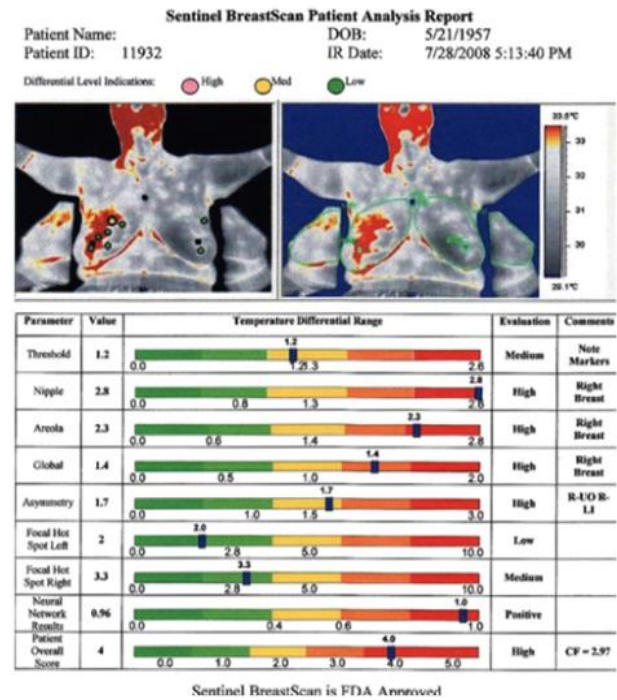 Sentinel BreastScan Patient Analysis Report
Patient Name: DOB: 5/21/1957
Patient ID: 11932 IR Date: 7/28/2008 5:13:40 PM
Differential Level Indications: High Med Low
33.6°C
33
31
30
29.1°C
Parameter Value Temperature Differential Range Evaluation Comments
Threshold 1.2 1.2 Medium Note Markers
0.0 1.3 2.6
Nipple 2.8 2.8 High Right Breast
0.0 0.8 1.3 2.6
Areola 2.3 2.3 High Right Breast
0.0 0.6 1.4 2.8
Global 1.4 1.4 High Right Breast
0.0 0.5 1.0 2.0
Asymmetry 1.7 1.7 High R-UO R-LI
0.0 1.0 1.5 3.0
Focal Hot Spot Left 2 2.0 Low
0.0 2.8 5.0 10.0
Focal Hot Spot Right 3.3 3.3 Medium
0.0 2.8 5.0 10.0
Neural Network Results 0.96 1.0 Positive
0.0 0.4 0.6 1.0
Patient Overall Score 4 4.0 High CF = 2.97
0.0 1.0 2.0 3.0 4.0 5.0
Sentinel BreastScan is FDA Approved